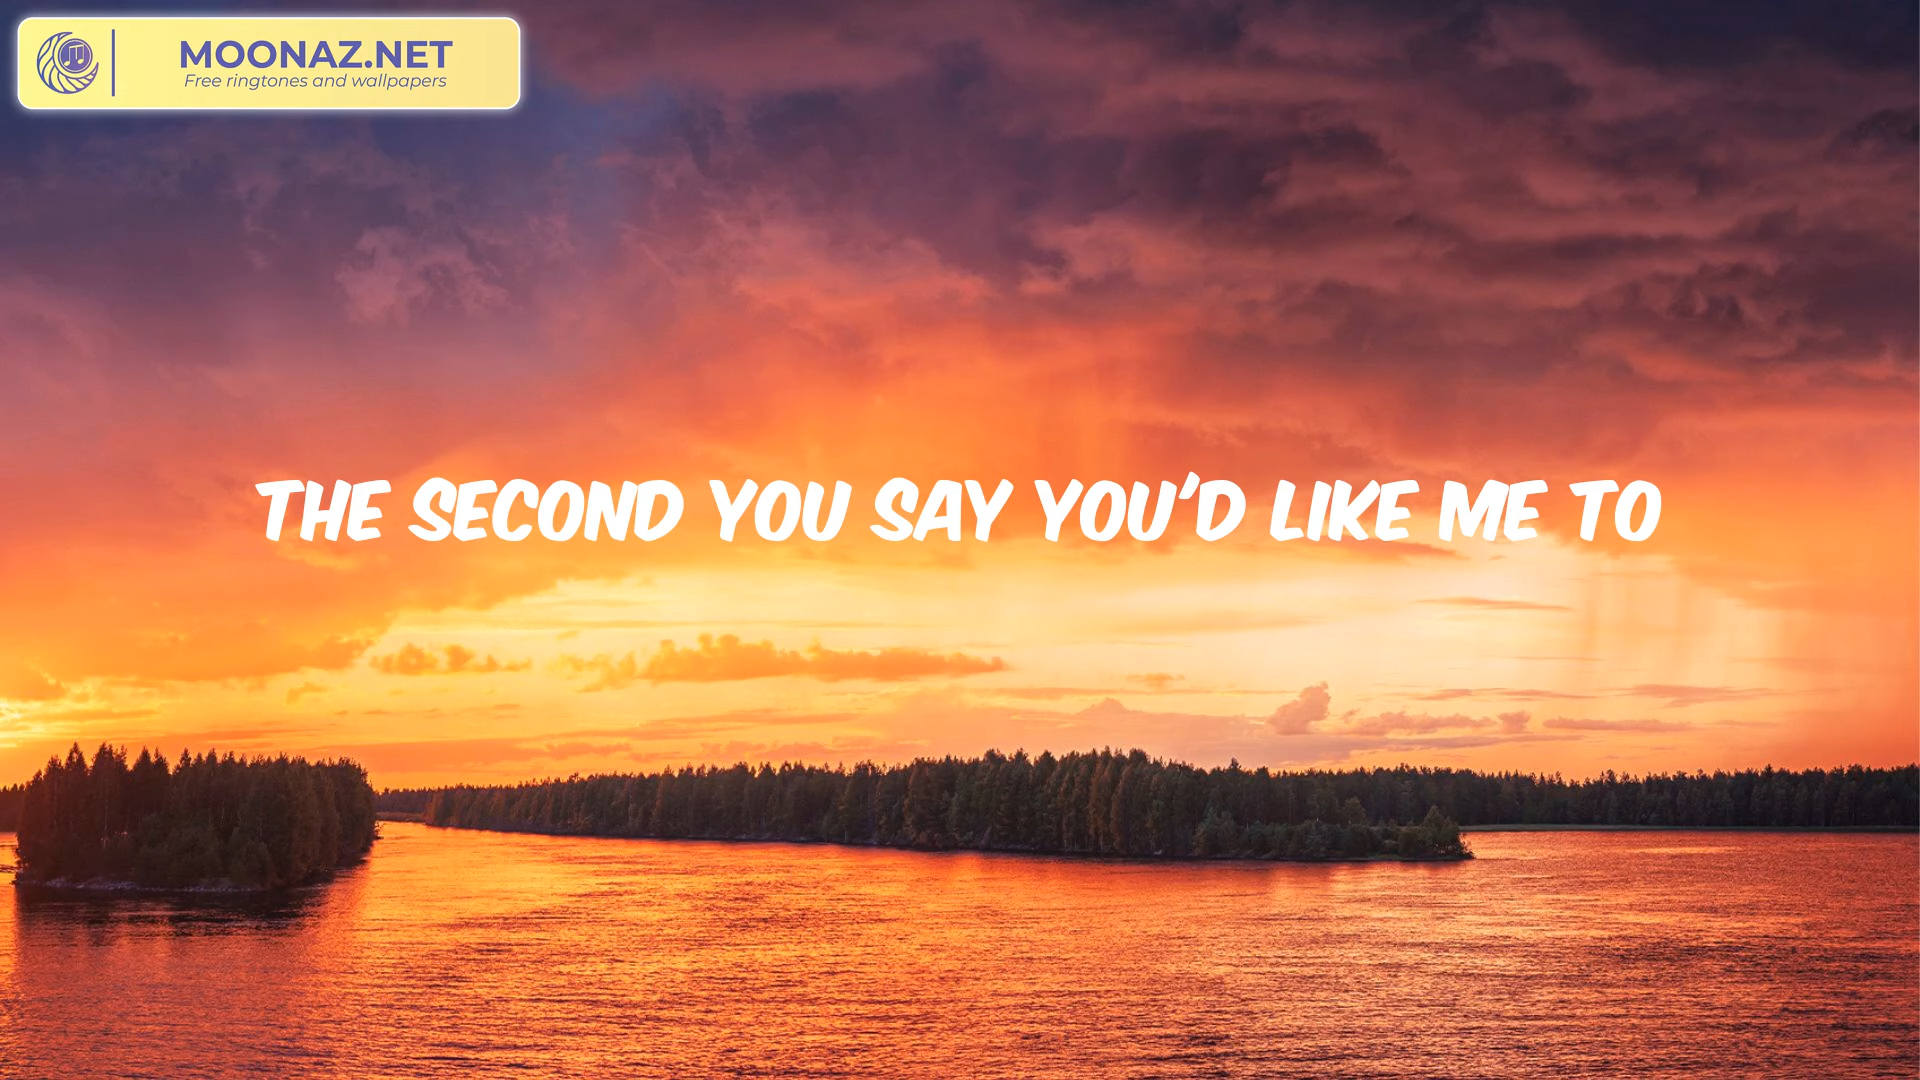 MOONAZ.NET
Free ringtones and wallpapers
THE SECOND YOU SAY YOU'D LIKE ME TO